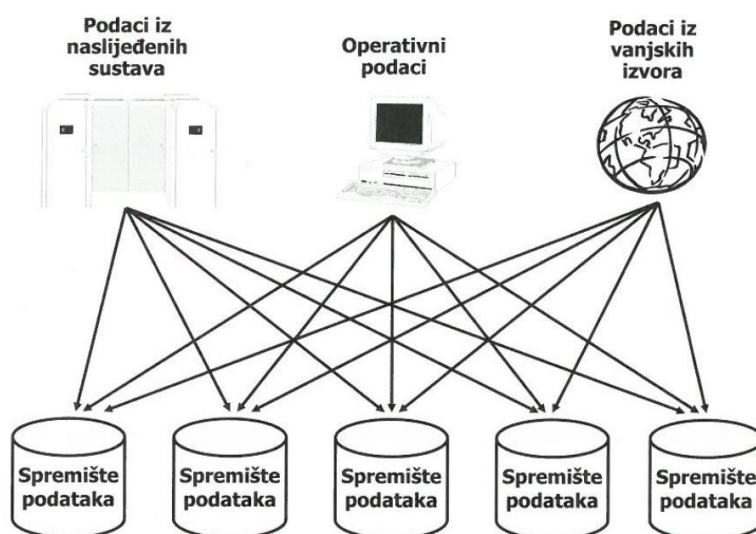 Podaci iz
naslijeđenih
sustava
Operativni
podaci
Podaci iz
vanjskih
izvora
Spremište
podataka
Spremište
podataka
Spremište
podataka
Spremište
podataka
Spremište
podataka